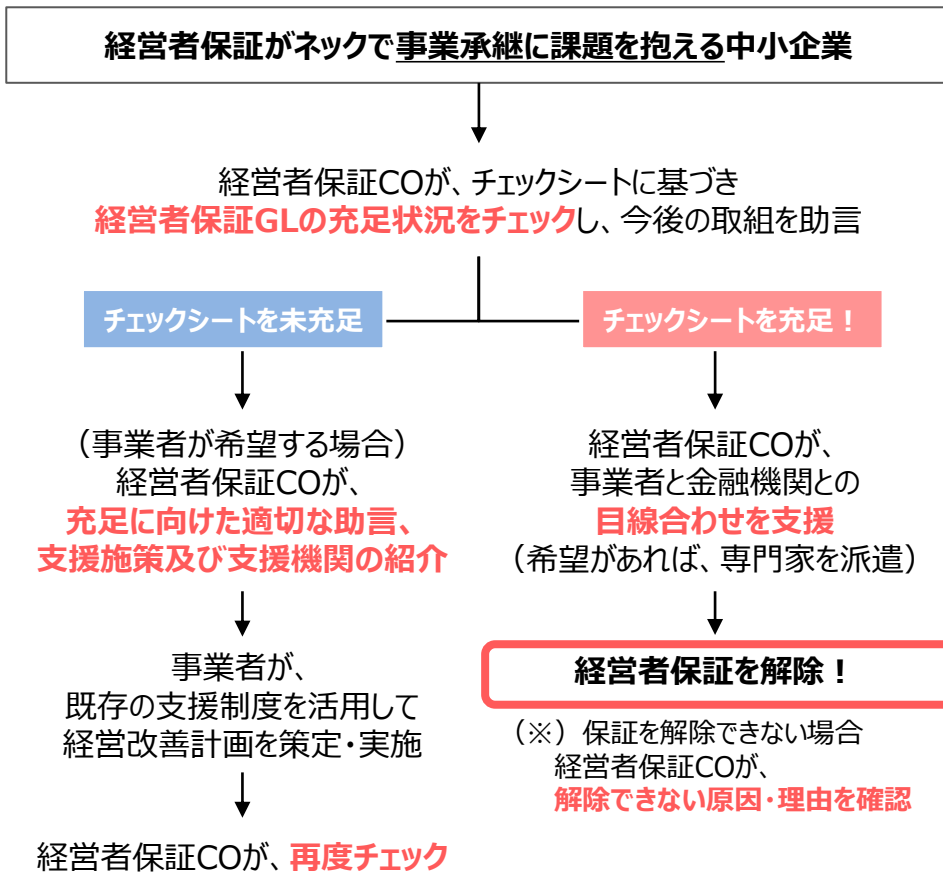 経営者保証がネックで事業承継に課題を抱える中小企業
経営者保証COが、チェックシートに基づき
経営者保証GLの充足状況をチェックし、今後の取組を助言
チェックシートを未充足
チェックシートを充足！
（事業者が希望する場合）
経営者保証COが、
充足に向けた適切な助言、
支援施策及び支援機関の紹介
事業者が、
既存の支援制度を活用して
経営改善計画を策定・実施
経営者保証COが、再度チェック
経営者保証COが、
事業者と金融機関との
目線合わせを支援
（希望があれば、専門家を派遣）
経営者保証を解除！
（※）保証を解除できない場合
経営者保証COが、
解除できない原因・理由を確認